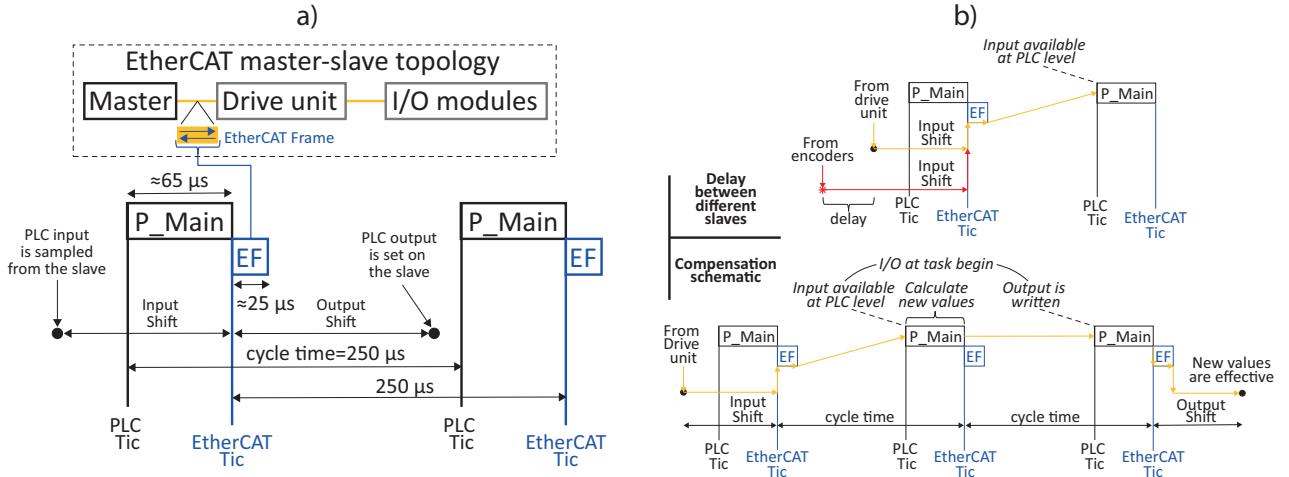 a)
EtherCAT master-slave topology
Master
Drive unit
I/O modules
EtherCAT Frame
≈65 µs
P_Main
P_Main
EF
EF
PLC input
is sampled
from the slave
PLC output
is set on
the slave
≈25 µs
Input
Shift
Output
Shift
cycle time=250 µs
250 µs
PLC
Tic
EtherCAT
Tic
PLC
Tic
EtherCAT
Tic
b)
Input available
at PLC level
From
drive
unit
P_Main
EF
P_Main
From
encoders
Input
Shift
Input
Shift
delay
PLC
Tic
EtherCAT
Tic
PLC
Tic
EtherCAT
Tic
Delay
between
different
slaves
Compensation
schematic
I/O at task begin
Input available
at PLC level
Calculate
new values
Output is
written
From
Drive
unit
P_Main
EF
P_Main
EF
P_Main
EF
New values
are effective
Input
Shift
cycle time
cycle time
Output
Shift
PLC
Tic
EtherCAT
Tic
PLC
Tic
EtherCAT
Tic
PLC
Tic
EtherCAT
Tic